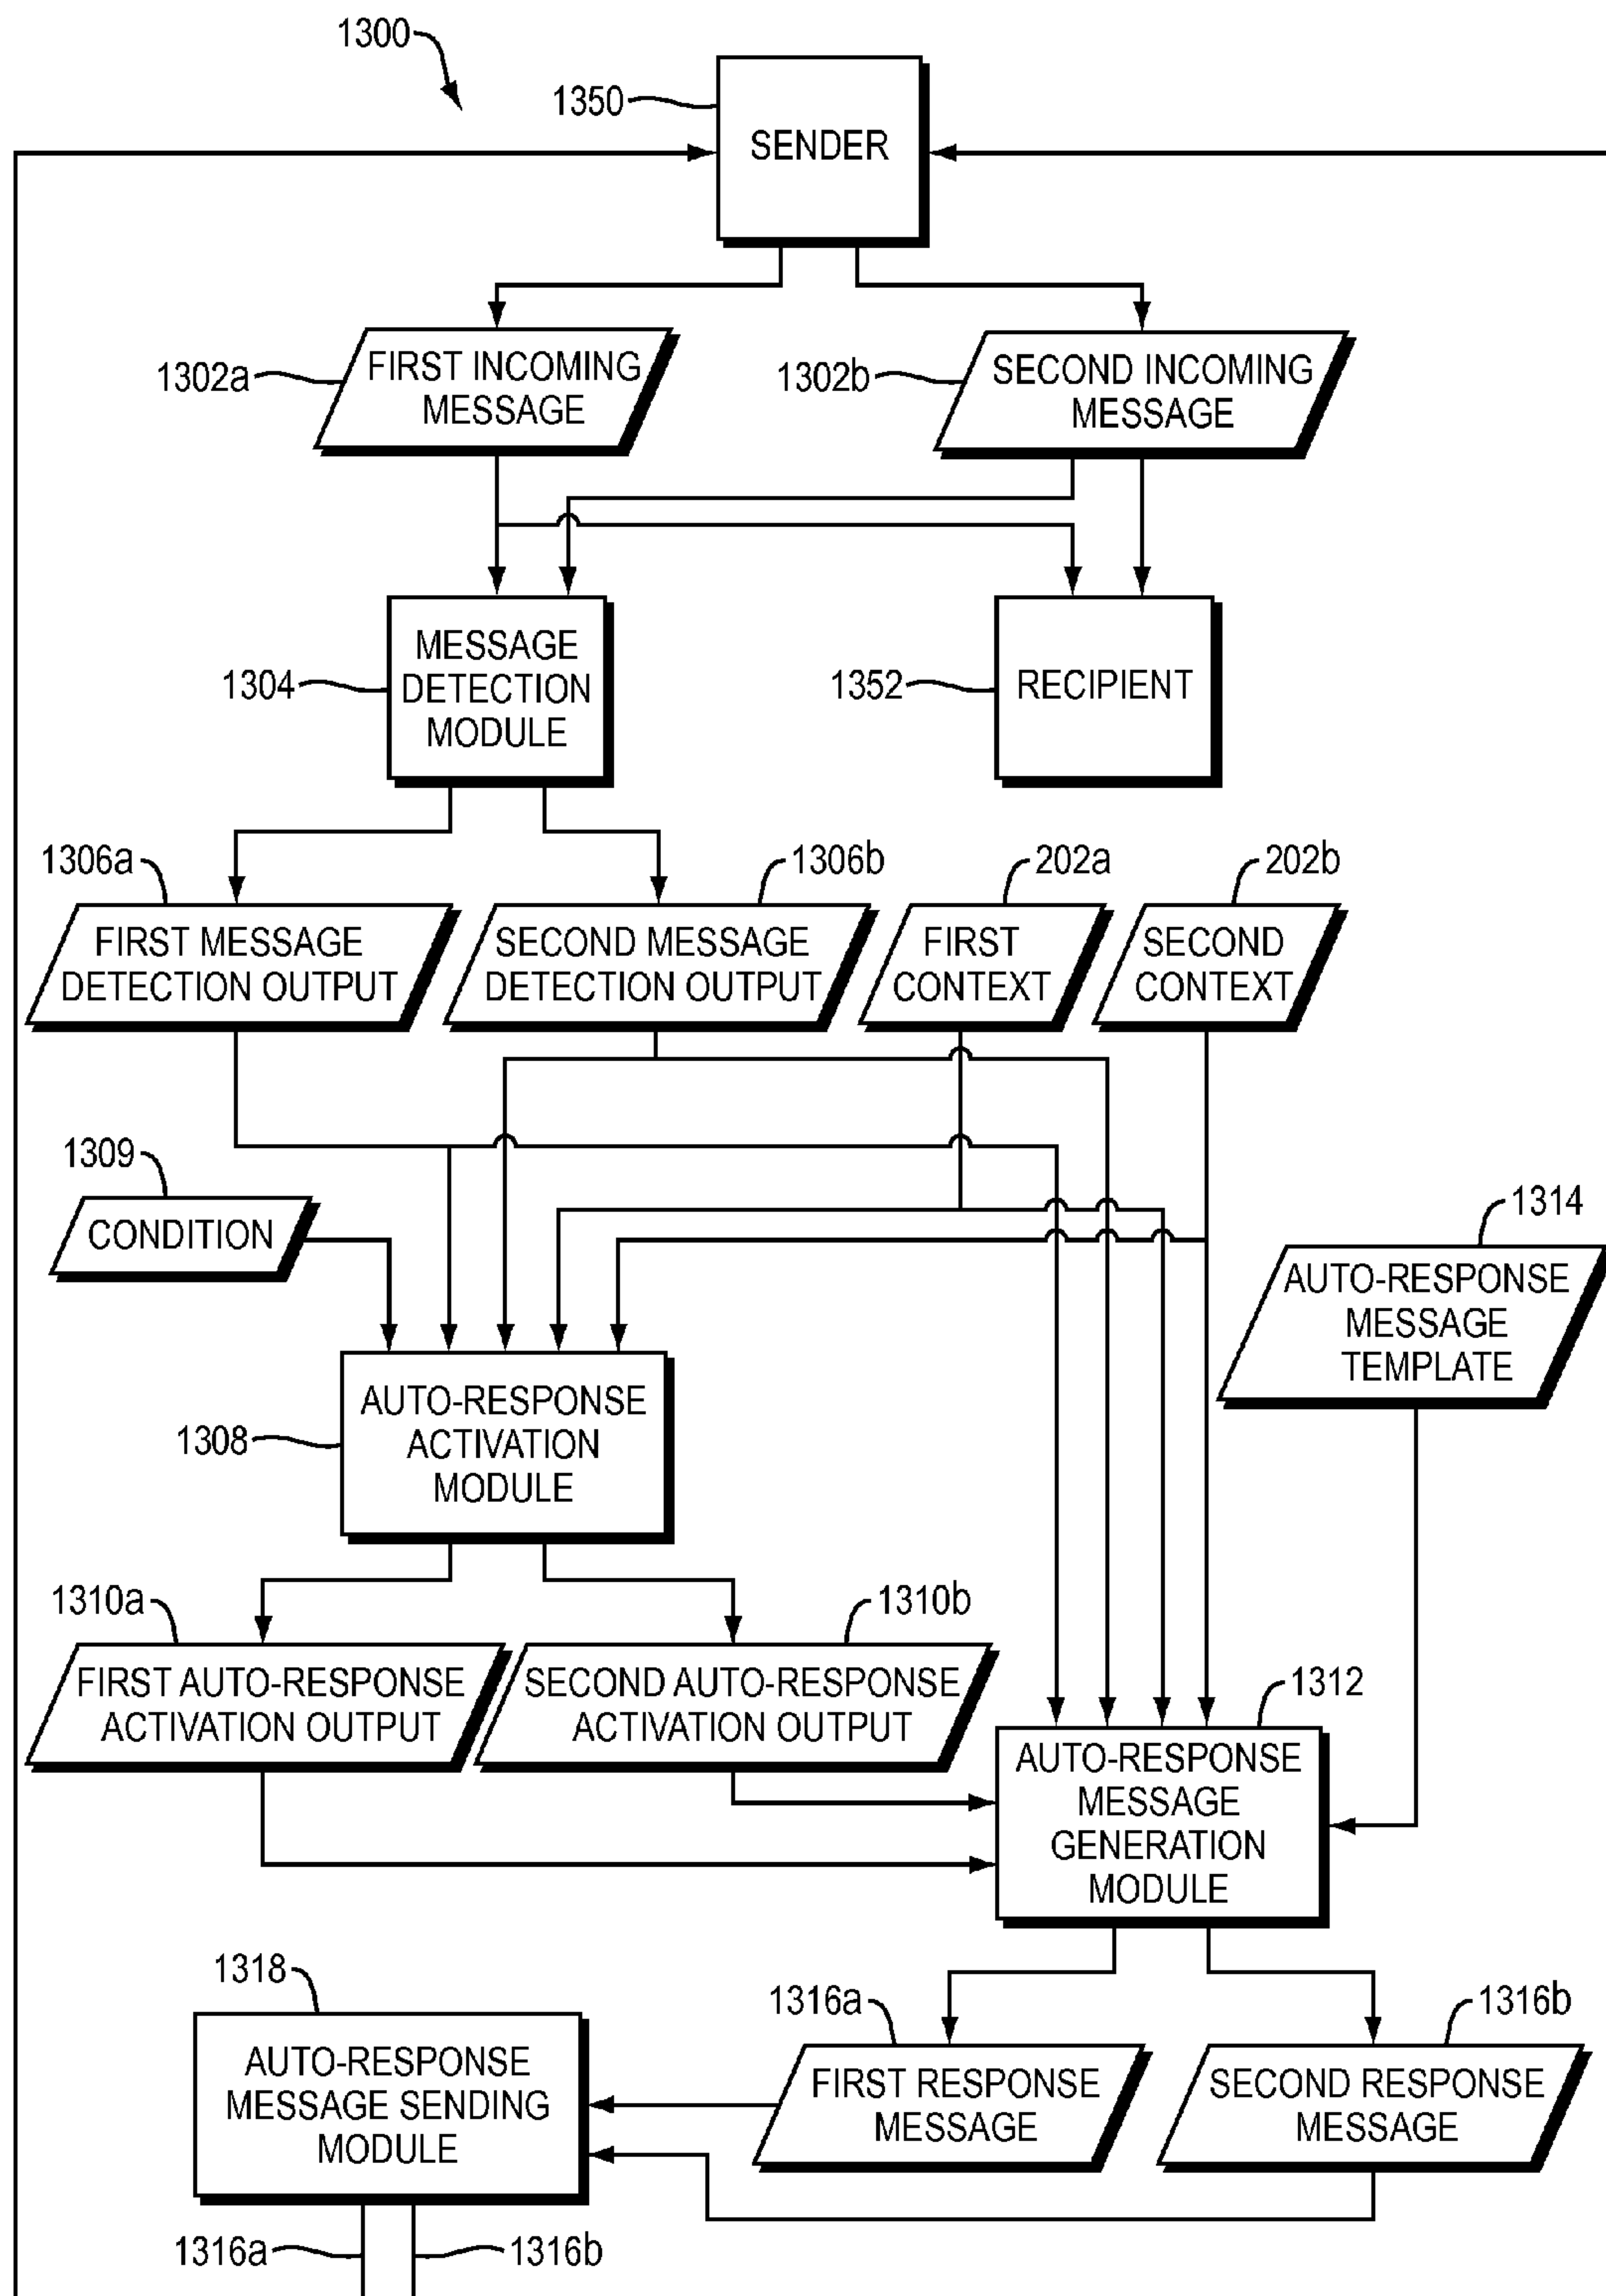 1300
1350
SENDER
1302a
FIRST INCOMING
MESSAGE
1302b
SECOND INCOMING
MESSAGE
1304
MESSAGE
DETECTION
MODULE
1352
RECIPIENT
1306a
1306b
202a
202b
FIRST MESSAGE
DETECTION OUTPUT
SECOND MESSAGE
DETECTION OUTPUT
FIRST
CONTEXT
SECOND
CONTEXT
1309
CONDITION
1314
AUTO-RESPONSE
MESSAGE
TEMPLATE
1308
AUTO-RESPONSE
ACTIVATION
MODULE
1310a
1310b
FIRST AUTO-RESPONSE
ACTIVATION OUTPUT
SECOND AUTO-RESPONSE
ACTIVATION OUTPUT
1312
AUTO-RESPONSE
MESSAGE
GENERATION
MODULE
1318
AUTO-RESPONSE
MESSAGE SENDING
MODULE
1316a
FIRST RESPONSE
MESSAGE
1316b
SECOND RESPONSE
MESSAGE
1316a
1316b